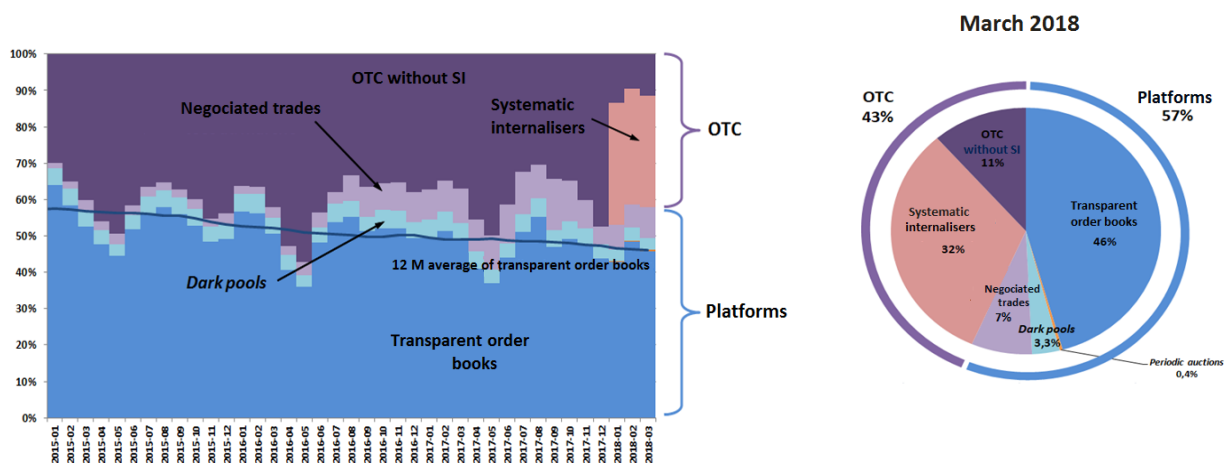 March 2018
100%
90%
80%
70%
60%
50%
40%
30%
20%
10%
0%
OTC without SI
Negociated trades
Systematic
internalisers
Dark pools
12 M average of transparent order books
Transparent order
books
OTC
Platforms
2015-01
2015-02
2015-03
2015-04
2015-05
2015-06
2015-07
2015-08
2015-09
2015-10
2015-11
2015-12
2016-01
2016-02
2016-03
2016-04
2016-05
2016-06
2016-07
2016-08
2016-09
2016-10
2016-11
2016-12
2017-01
2017-02
2017-03
2017-04
2017-05
2017-06
2017-07
2017-08
2017-09
2017-10
2017-11
2017-12
2018-01
2018-02
2018-03
OTC
43%
Platforms
57%
OTC
without SI
11%
Transparent
order books
46%
Systematic
internalisers
32%
Negociated
trades
7%
Dark pools
3,3%
Periodic auctions
0,4%